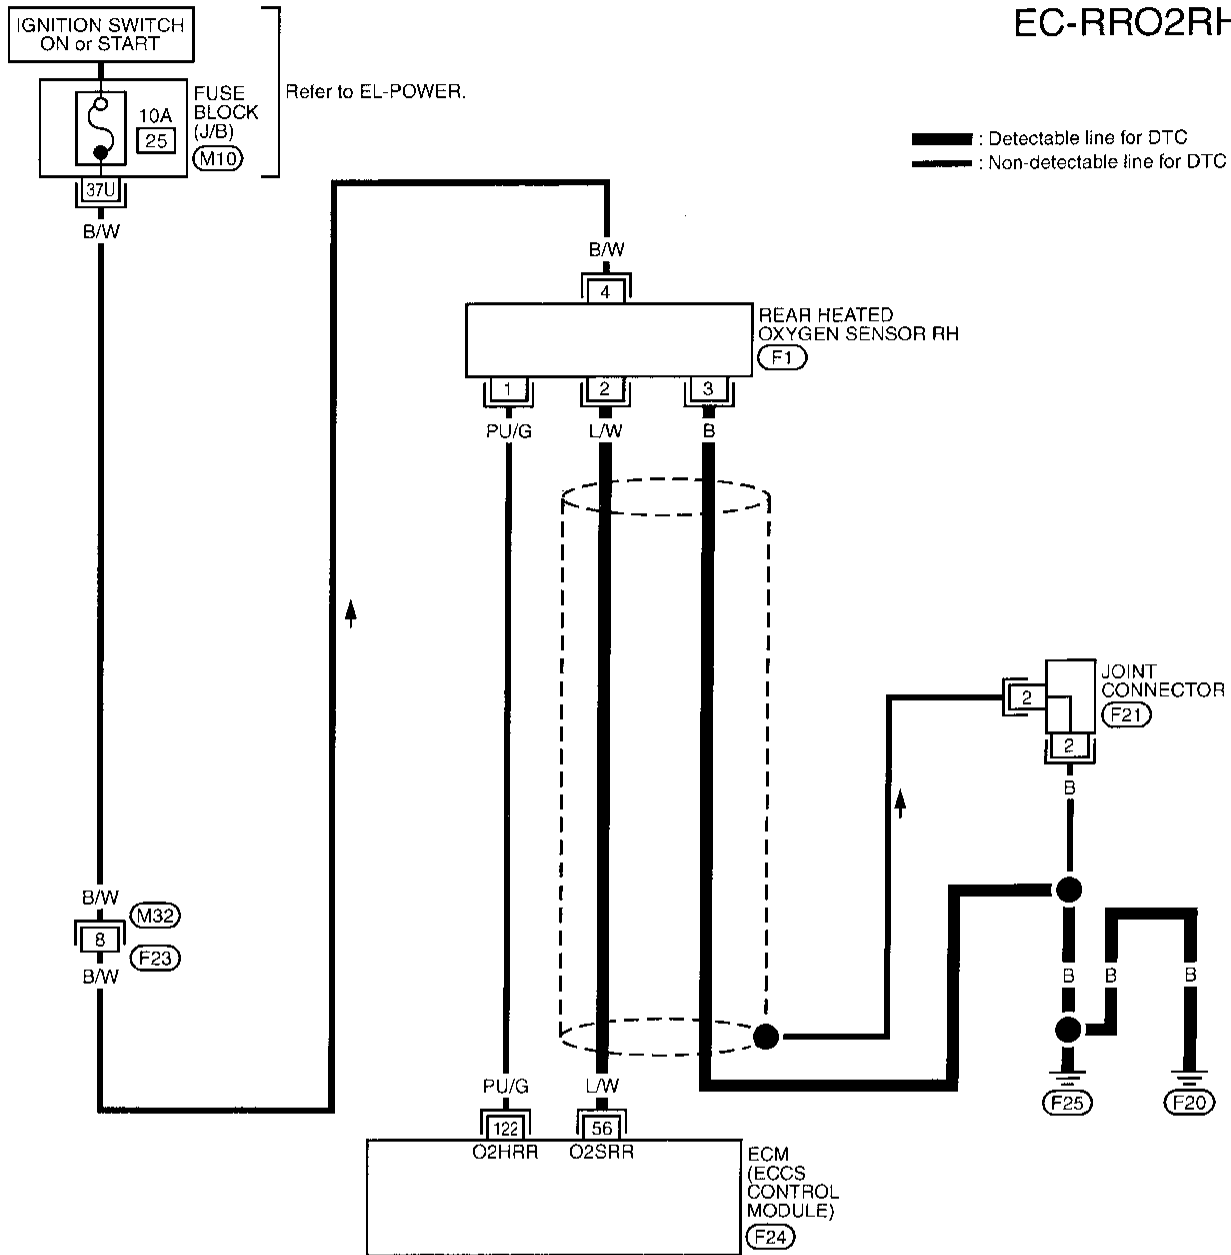 EC-RRO2RH
IGNITION SWITCH
ON or START
FUSE
BLOCK
(J/B)
M10
10A
25
Refer to EL-POWER.
: Detectable line for DTC
: Non-detectable line for DTC
37U
B/W
B/W
4
REAR HEATED
OXYGEN SENSOR RH
F1
1
2
3
PU/G
L/W
B
JOINT
CONNECTOR
F21
2
2
B
B/W
M32
8
F23
B/W
B
B
B
PU/G
L/W
F25
F20
122
56
O2HRR
O2SRR
ECM
(ECCS
CONTROL
MODULE)
F24